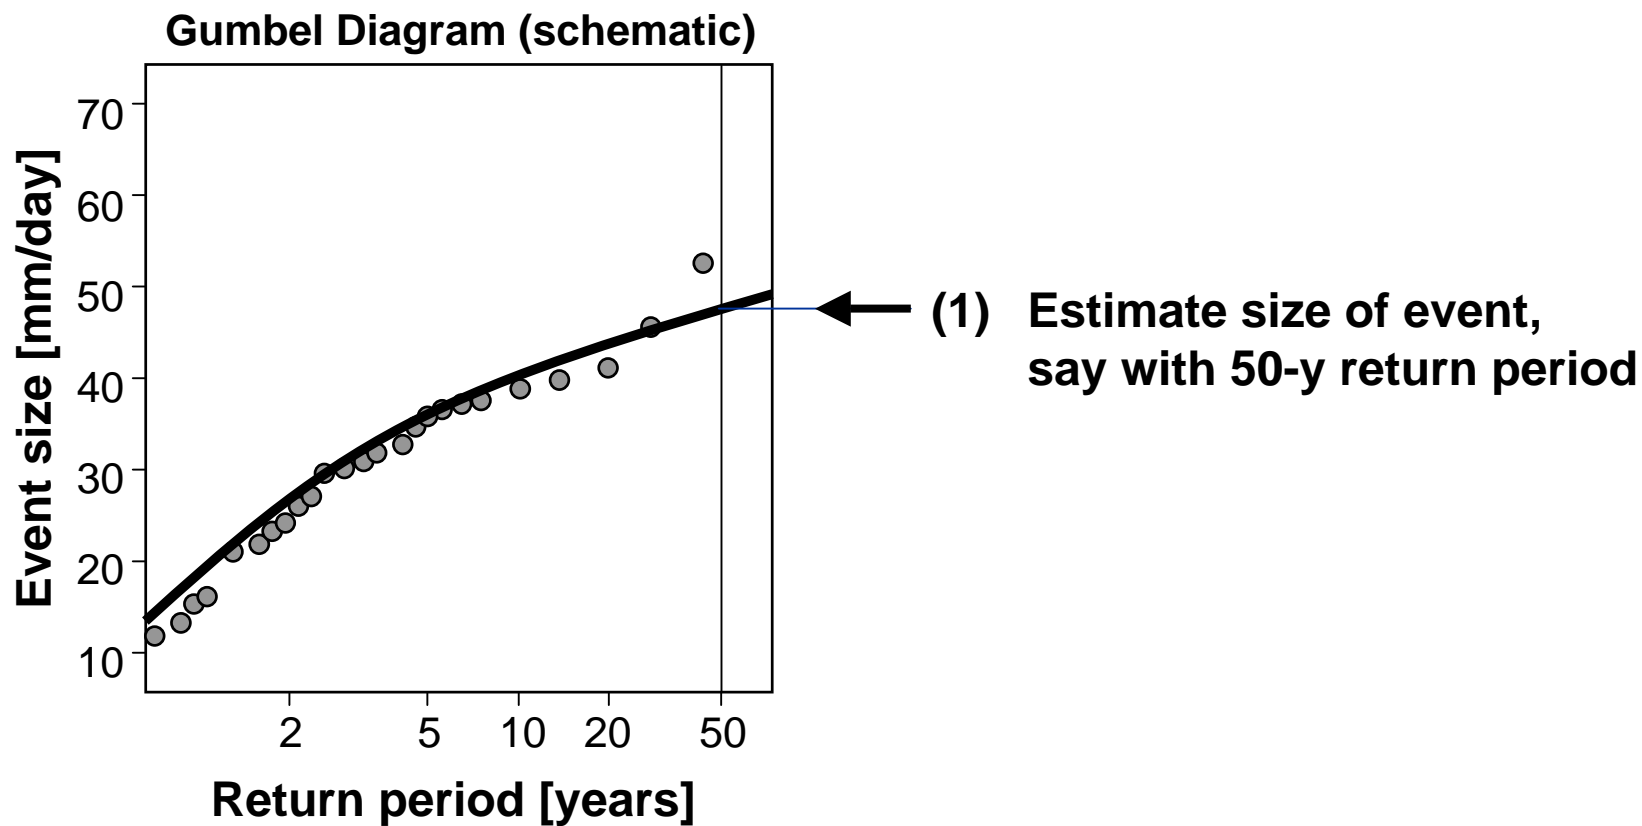 Gumbel Diagram (schematic)
70
60
50
40
30
20
10
Event size [mm/day]
2 5 10 20 50
Return period [years]
(1) Estimate size of event,
say with 50-y return period